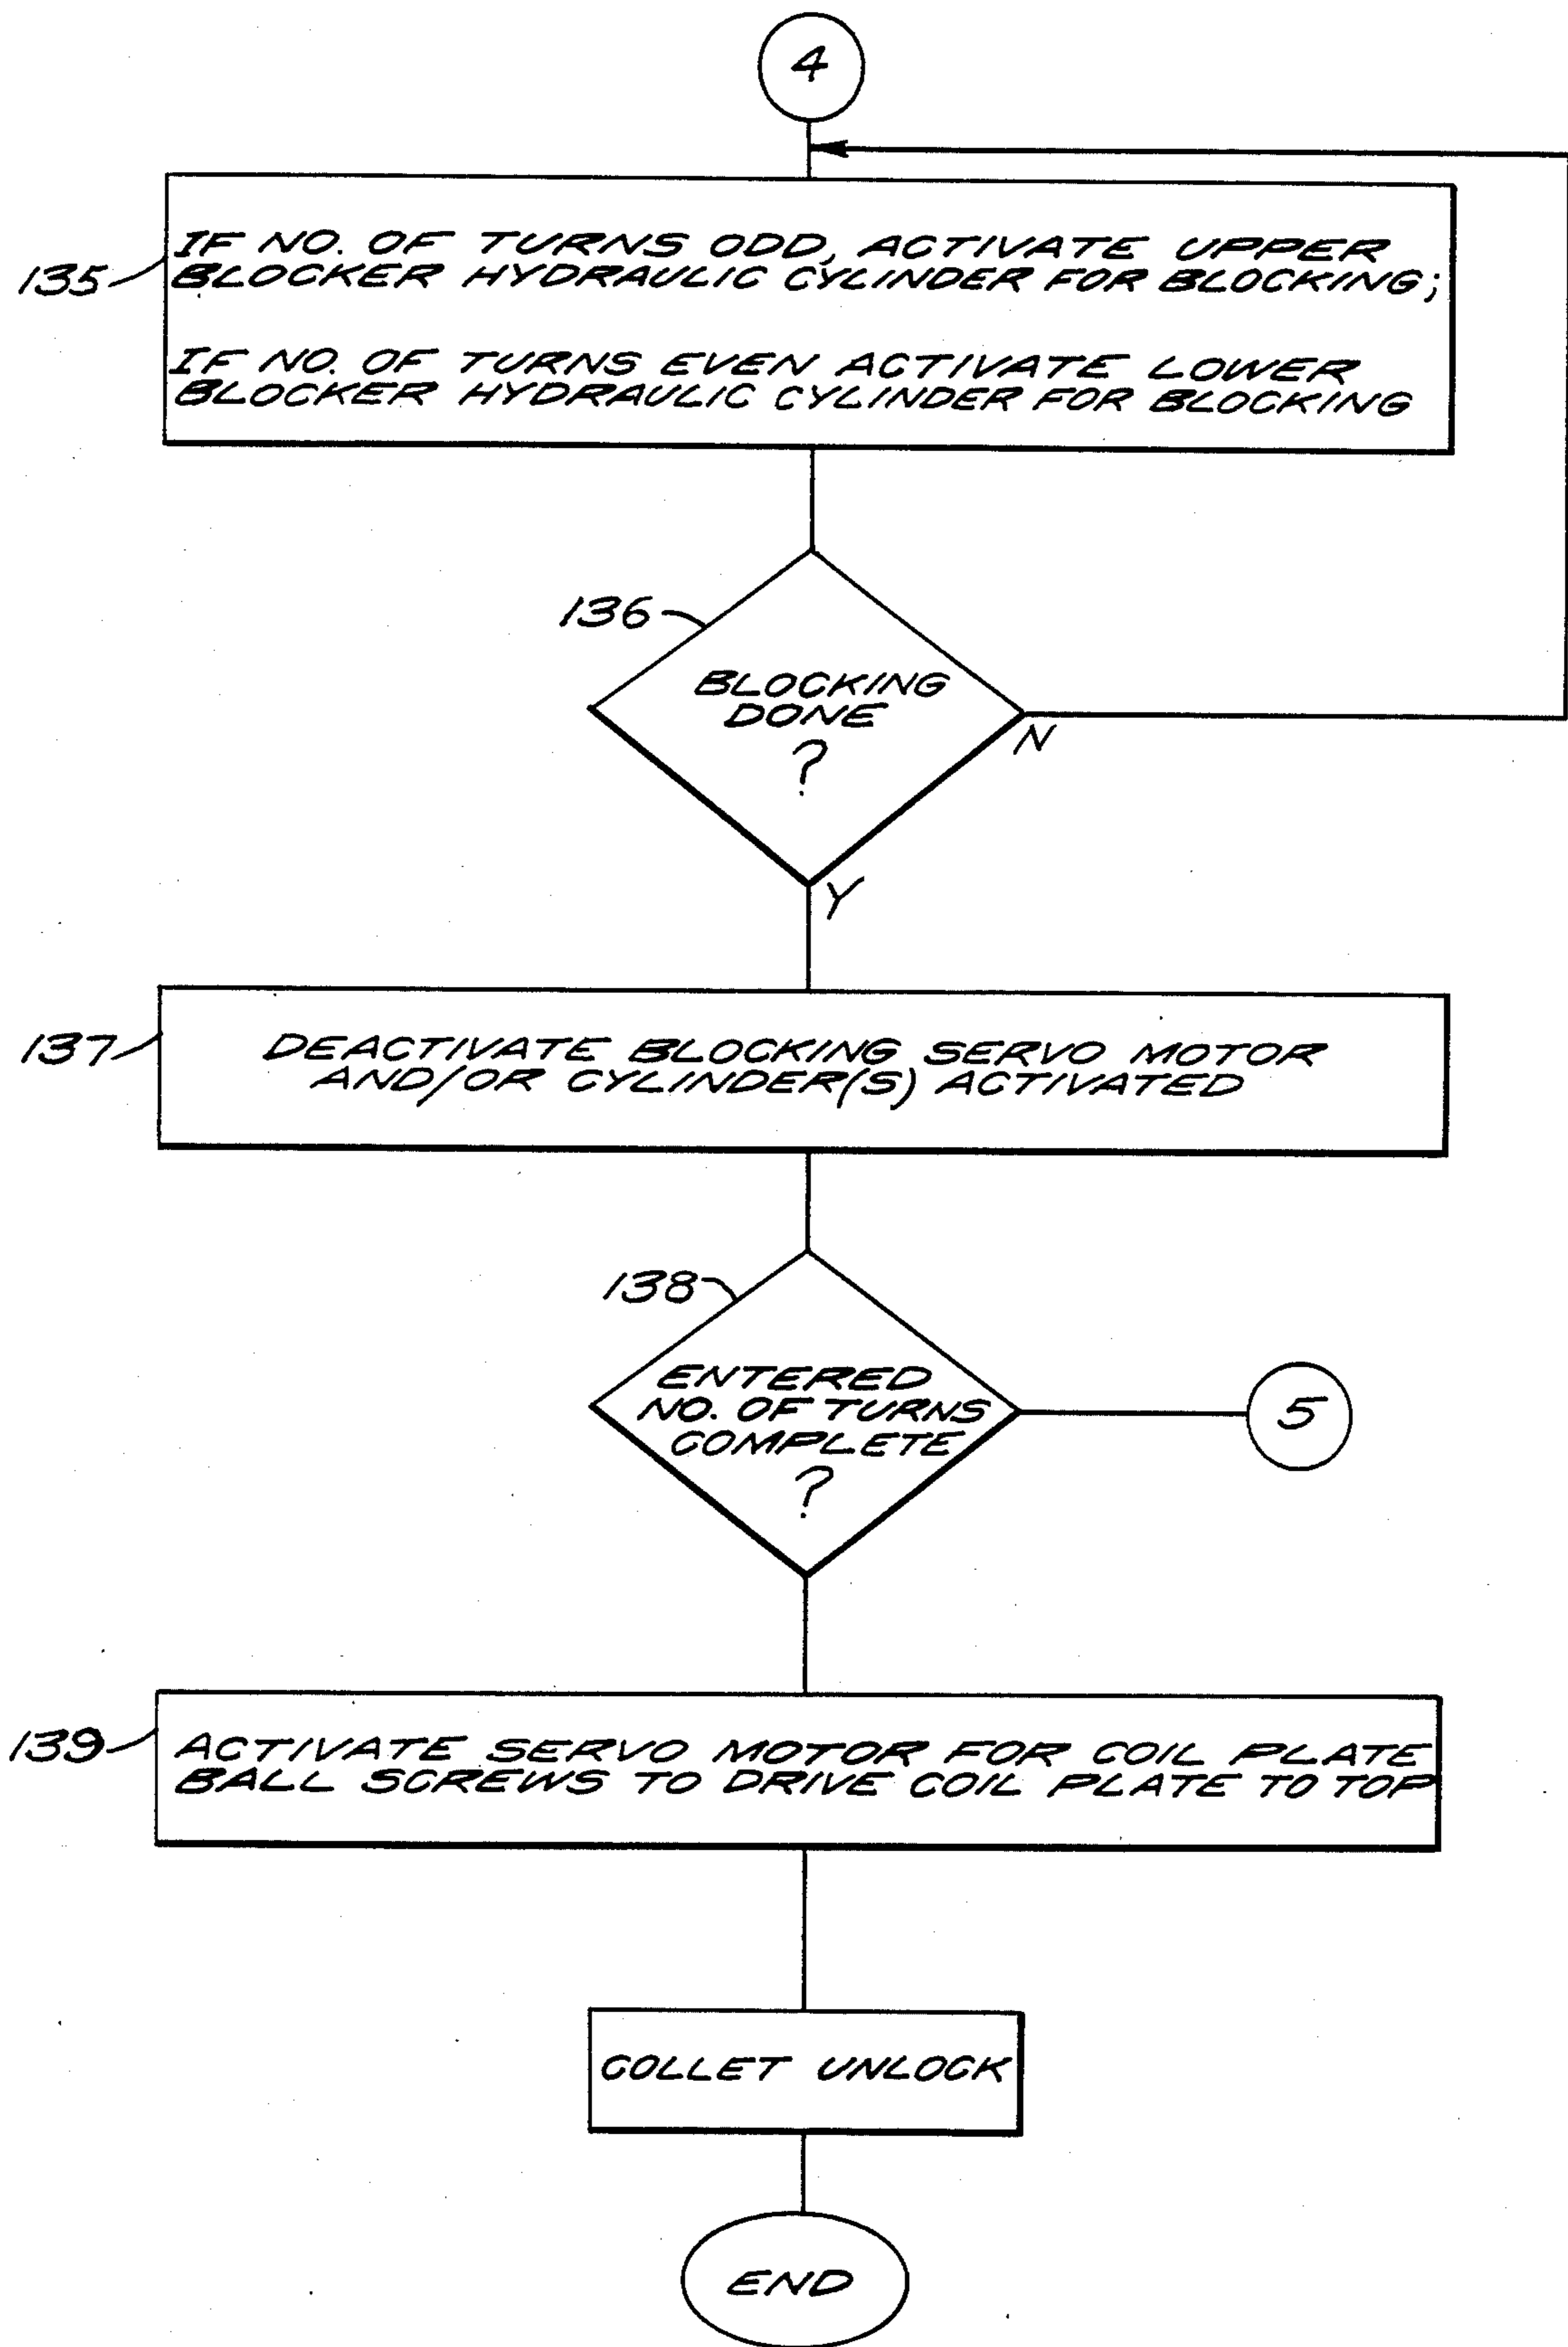 4
135
IF NO. OF TURNS ODD, ACTIVATE UPPER
BLOCKER HYDRAULIC CYLINDER FOR BLOCKING;
IF NO. OF TURNS EVEN ACTIVATE LOWER
BLOCKER HYDRAULIC CYLINDER FOR BLOCKING
136
BLOCKING
DONE
?
N
Y
137
DEACTIVATE BLOCKING SERVO MOTOR
AND/OR CYLINDER(S) ACTIVATED
138
ENTERED
NO. OF TURNS
COMPLETE
?
5
139
ACTIVATE SERVO MOTOR FOR COIL PLATE
BALL SCREWS TO DRIVE COIL PLATE TO TOP
COLLET UNLOCK
END